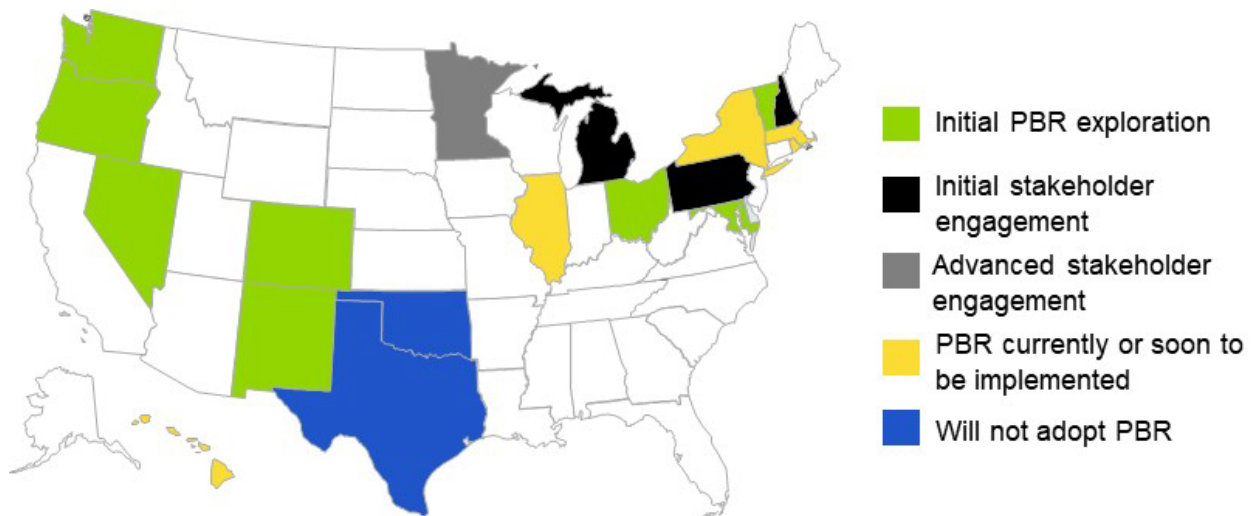 Initial PBR exploration
Initial stakeholder
engagement
Advanced stakeholder
engagement
PBR currently or soon to
be implemented
Will not adopt PBR